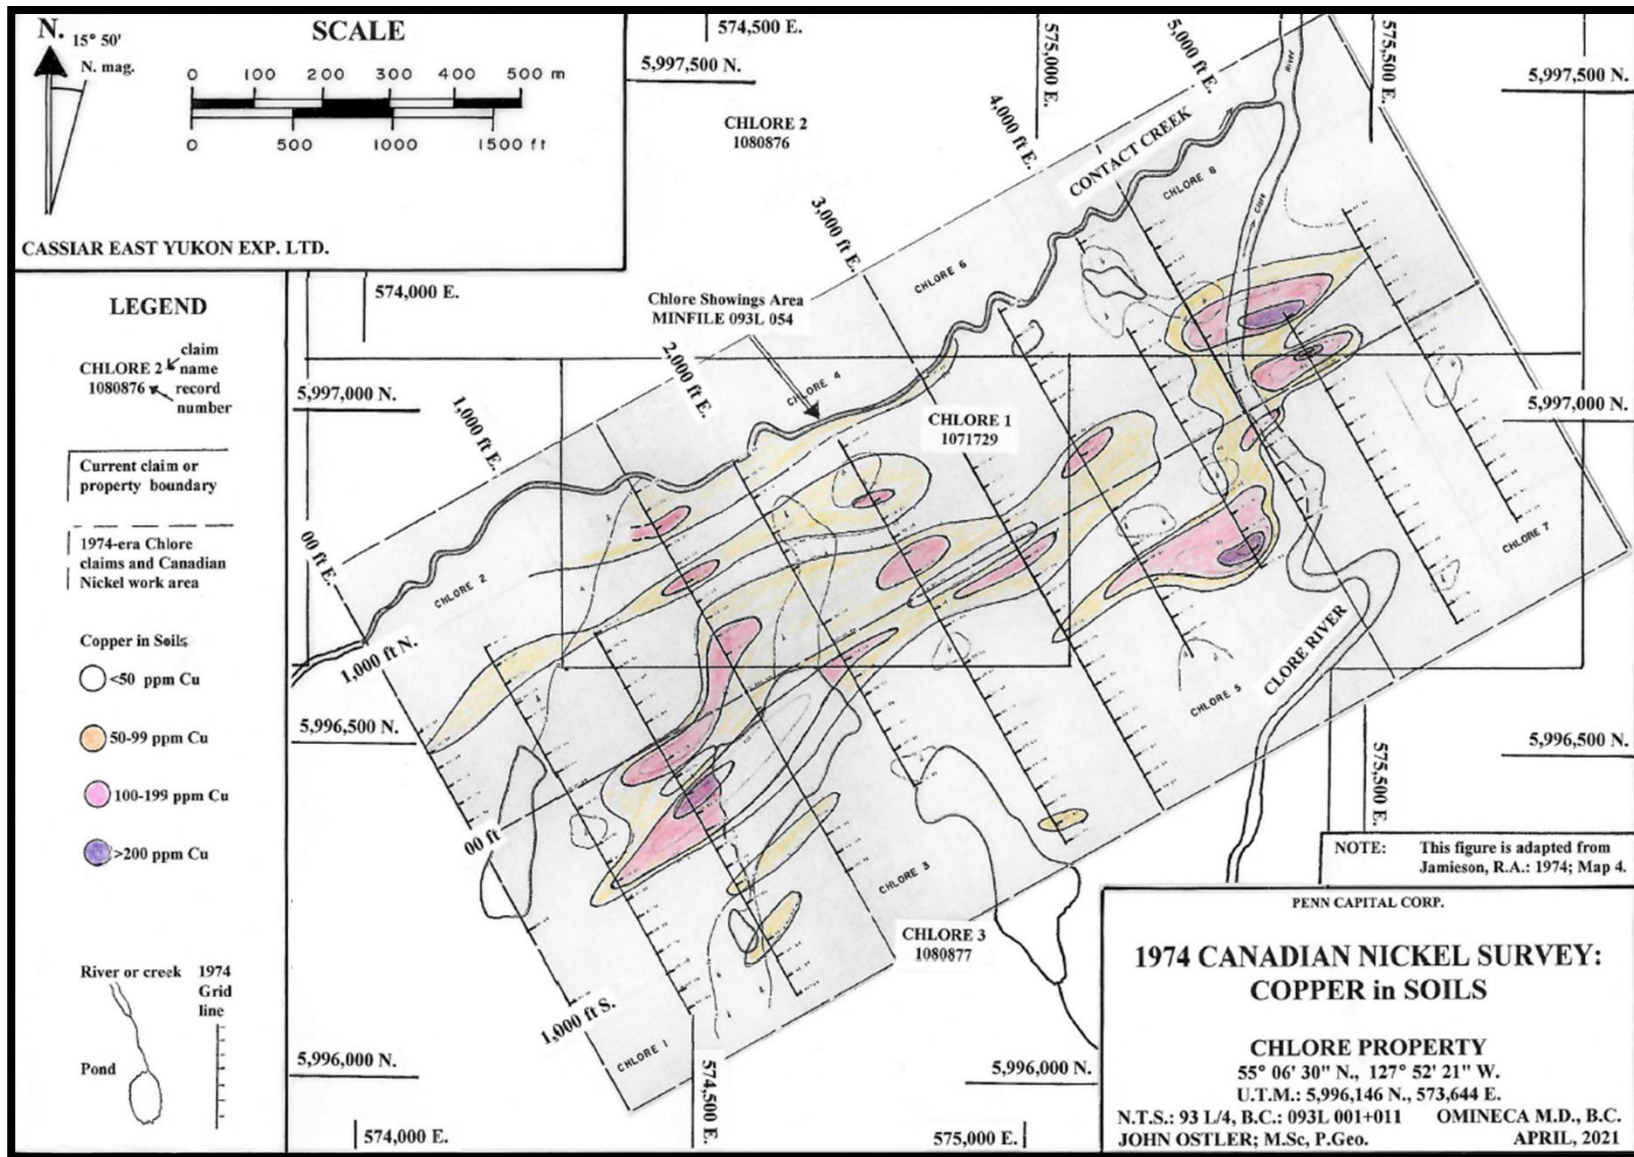 N.
15° 50'
N. mag.
SCALE
0 100 200 300 400 500 m
0 500 1000 1500 ft
CASSIAR EAST YUKON EXP. LTD.
574,500 E.
5,997,500 N.
575,000 E.
5,000 ft E.
575,500 E.
5,997,500 N.
River
CHLORE 2
1080876
4,000 ft E.
CONTACT CREEK
CHLORE 8
Clore
3,000 ft E.
CHLORE 6
574,000 E.
Chlore Showings Area
MINFILE 093L 054
2,000 ft E.
CHLORE 4
5,997,000 N.
5,997,000 N.
1,000 ft E.
CHLORE 1
1071729
00 ft E.
CHLORE 2
CHLORE 7
1,000 ft N.
CLORE RIVER
CHLORE 5
5,996,500 N.
5,996,500 N.
575,500 E.
00 ft
CHLORE 3
CHLORE 3
1080877
1,000 ft S.
CHLORE 1
5,996,000 N.
5,996,000 N.
574,500 E.
574,000 E.
575,000 E.
LEGEND
CHLORE 2
1080876
claim
name
record
number
Current claim or
property boundary
1974-era Chlore
claims and Canadian
Nickel work area
Copper in Soils
<50 ppm Cu
50-99 ppm Cu
100-199 ppm Cu
>200 ppm Cu
River or creek
1974
Grid
line
Pond
NOTE: This figure is adapted from
Jamieson, R.A.: 1974; Map 4.
PENN CAPITAL CORP.
1974 CANADIAN NICKEL SURVEY:
COPPER in SOILS
CHLORE PROPERTY
55° 06' 30" N., 127° 52' 21" W.
U.T.M.: 5,996,146 N., 573,644 E.
N.T.S.: 93 L/4, B.C.: 093L 001+011 OMINECA M.D., B.C.
JOHN OSTLER; M.Sc, P.Geo. APRIL, 2021